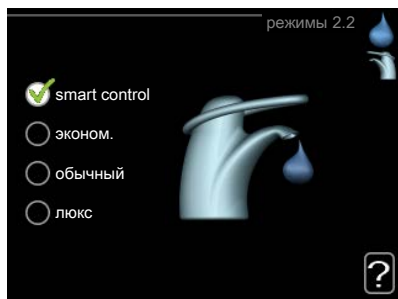 режимы 2.2
smart control
эконом.
обычный
люкс
?